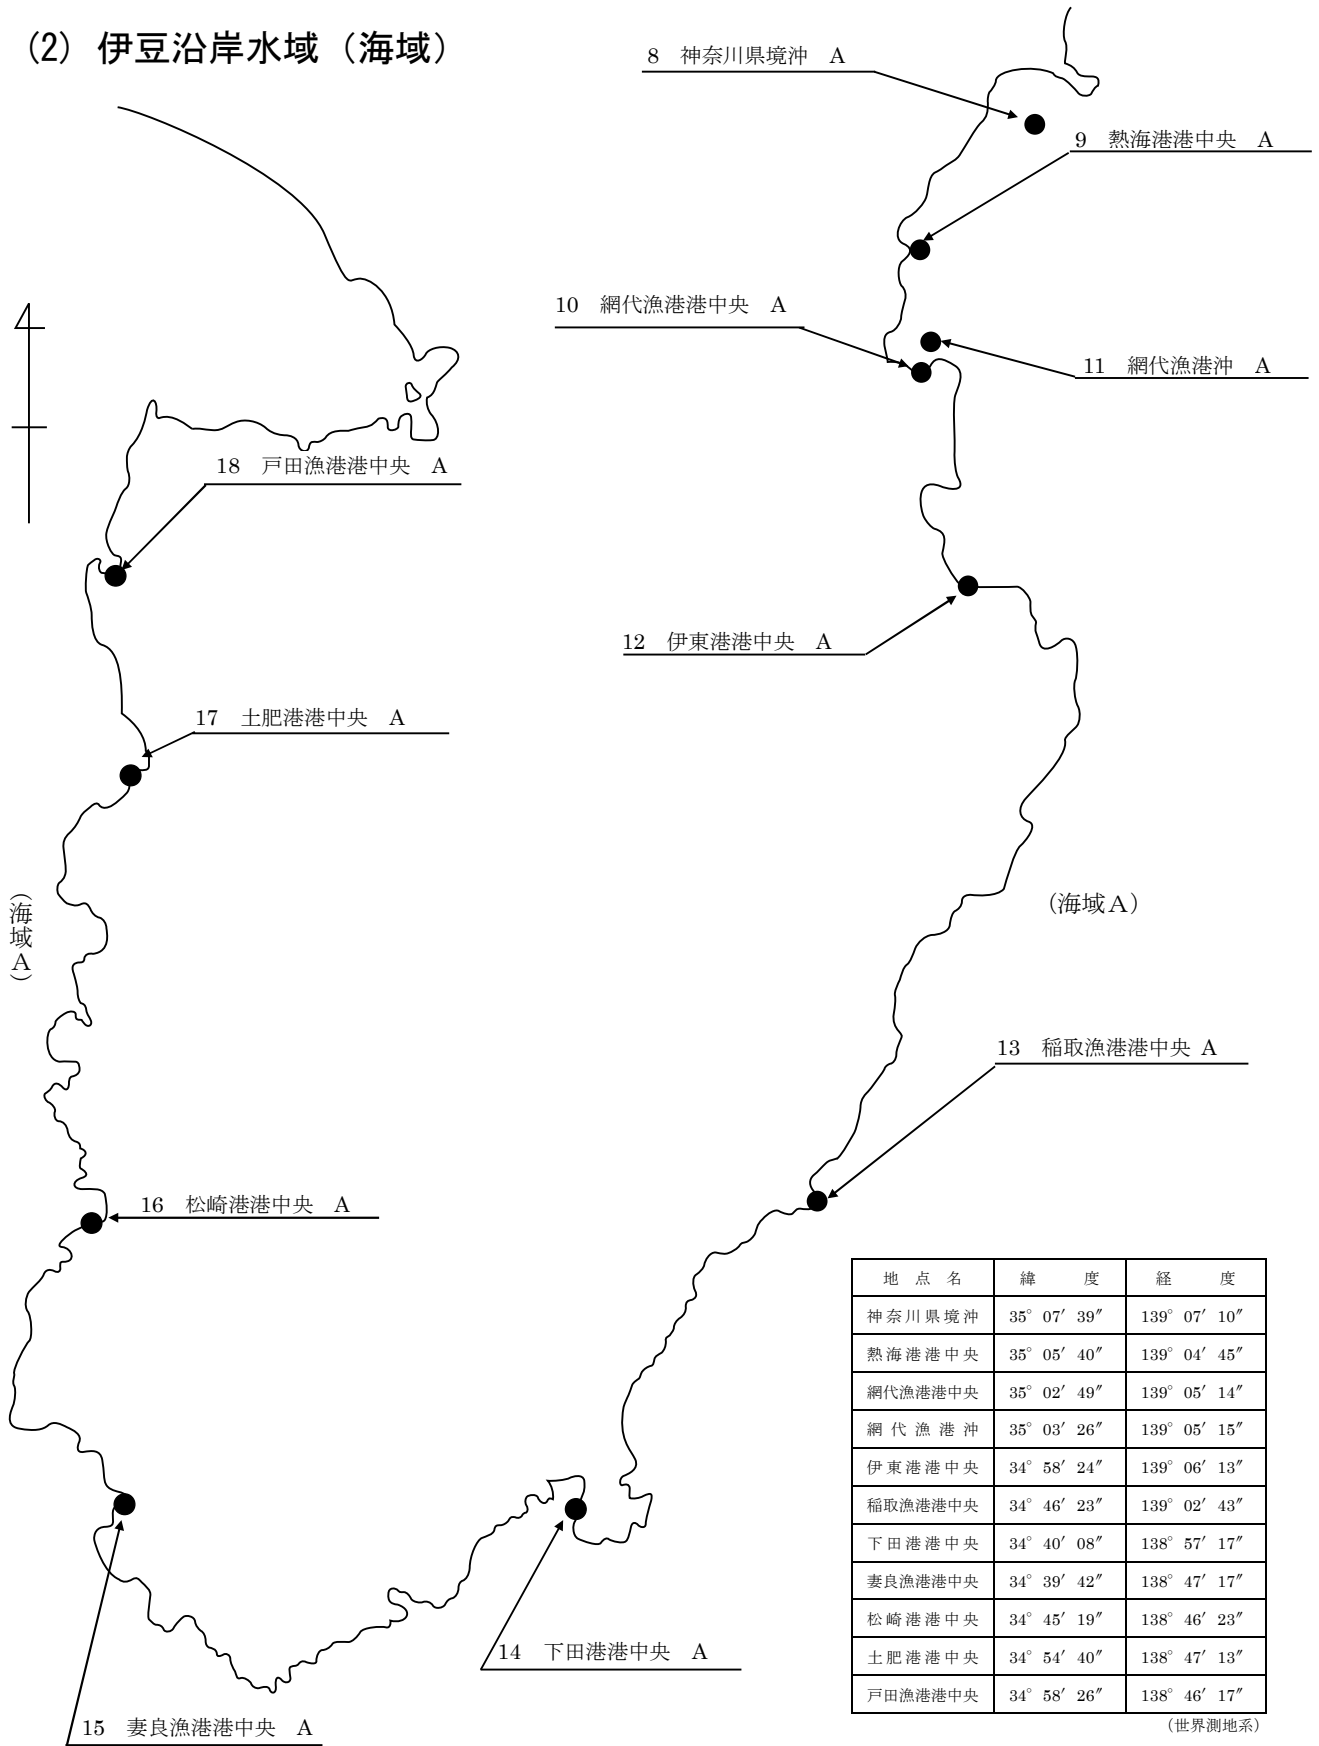 (2) 伊豆沿岸水域（海域）
8 神奈川県境沖 A
9 熱海港港中央 A
10 網代漁港港中央 A
11 網代漁港沖 A
18 戸田漁港港中央 A
12 伊東港港中央 A
17 土肥港港中央 A
（海域A）
（海域A）
13 稲取漁港港中央 A
16 松崎港港中央 A
14 下田港港中央 A
15 妻良漁港港中央 A
地点名 緯度 経度
神奈川県境沖 35° 07′ 39″ 139° 07′ 10″
熱海港港中央 35° 05′ 40″ 139° 04′ 45″
網代漁港港中央 35° 02′ 49″ 139° 05′ 14″
網代漁港沖 35° 03′ 26″ 139° 05′ 15″
伊東港港中央 34° 58′ 24″ 139° 06′ 13″
稲取漁港港中央 34° 46′ 23″ 139° 02′ 43″
下田港港中央 34° 40′ 08″ 138° 57′ 17″
妻良漁港港中央 34° 39′ 42″ 138° 47′ 17″
松崎港港中央 34° 45′ 19″ 138° 46′ 23″
土肥港港中央 34° 54′ 40″ 138° 47′ 13″
戸田漁港港中央 34° 58′ 26″ 138° 46′ 17″
（世界測地系）